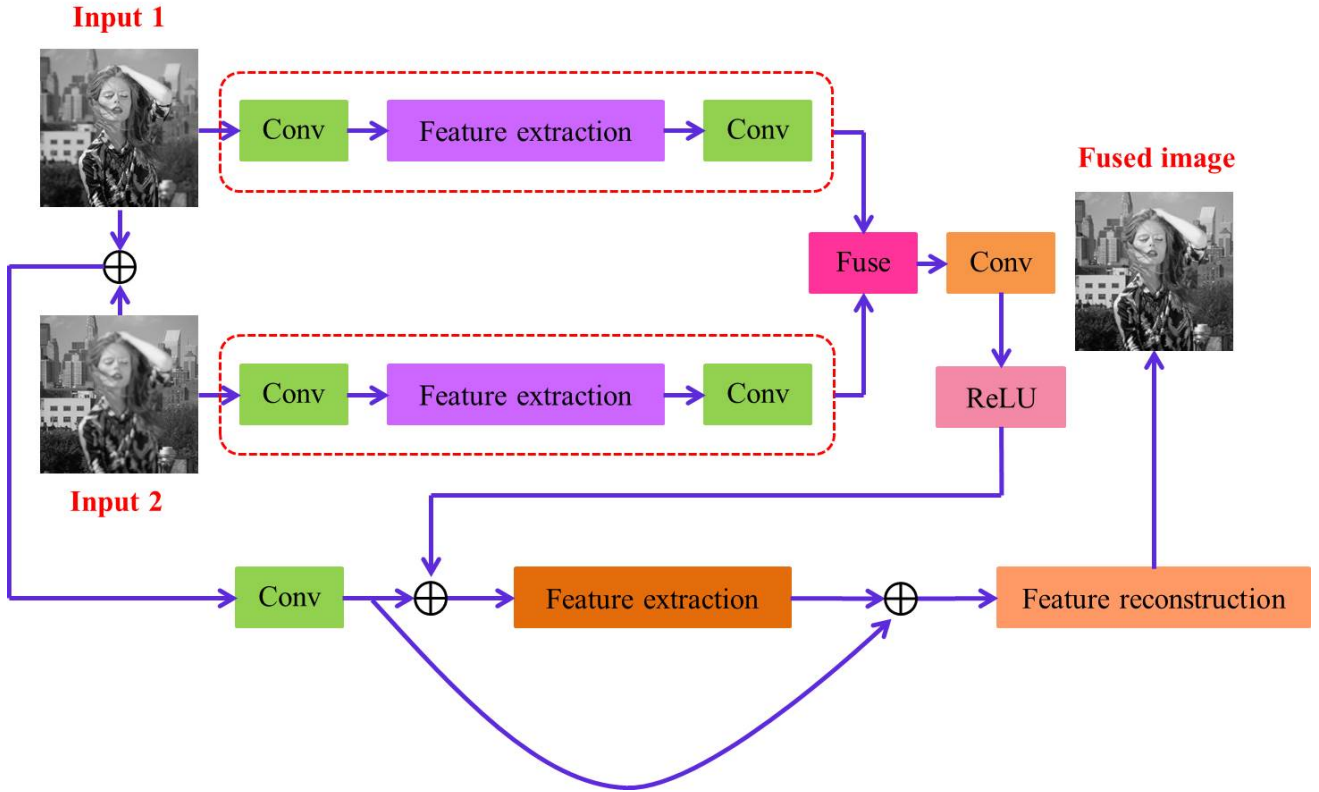 Input 1
Conv
Feature extraction
Conv
Fused image
Fuse
Conv
Conv
Feature extraction
Conv
ReLU
Input 2
Conv
Feature extraction
Feature reconstruction